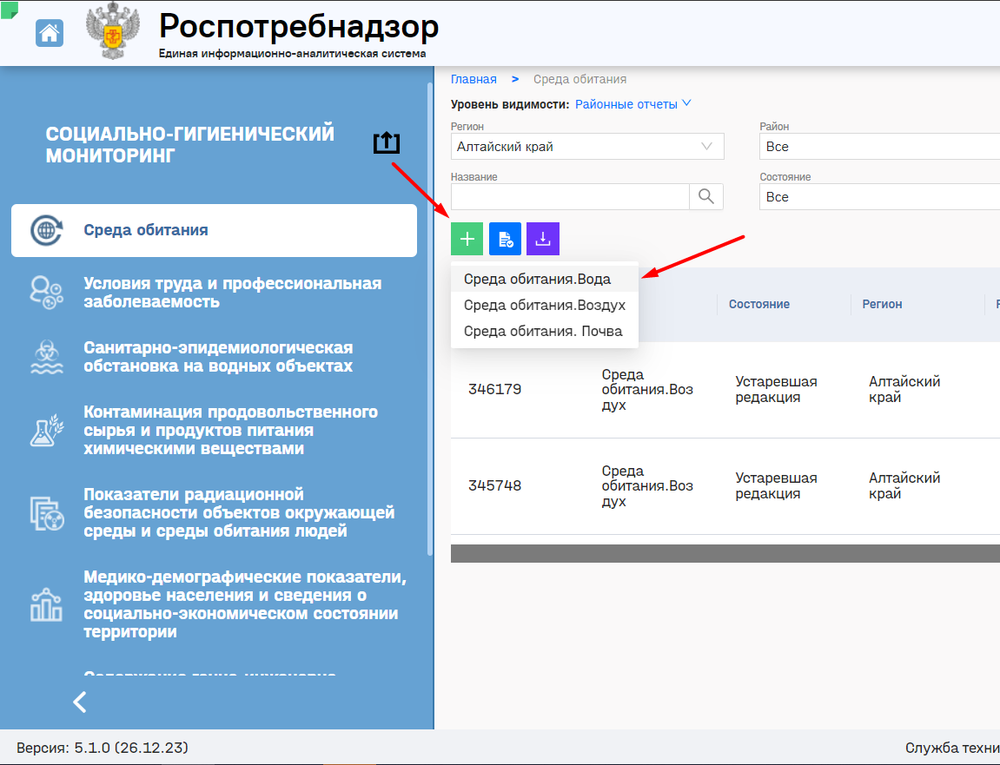 Роспотребнадзор
Единая информационно-аналитическая система
СОЦИАЛЬНО-ГИГИЕНИЧЕСКИЙ
МОНИТОРИНГ
Среда обитания
Условия труда и профессиональная
заболеваемость
Санитарно-эпидемиологическая
обстановка на водных объектах
Контаминация продовольственного
сырья и продуктов питания
химическими веществами
Показатели радиационной
безопасности объектов окружающей
среды и среды обитания людей
Медико-демографические показатели,
здоровье населения и сведения о
социально-экономическом состоянии
территории
Главная > Среда обитания
Уровень видимости: Районные отчеты
Регион Район
Алтайский край Все
Название Состояние
Все
Среда обитания.Вода
Среда обитания.Воздух
Среда обитания. Почва
Состояние Регион
346179 Среда обитания.Воз Устаревшая Алтайский
дух редакция край
345748 Среда обитания.Воз Устаревшая Алтайский
дух редакция край
Версия: 5.1.0 (26.12.23) Служба техни